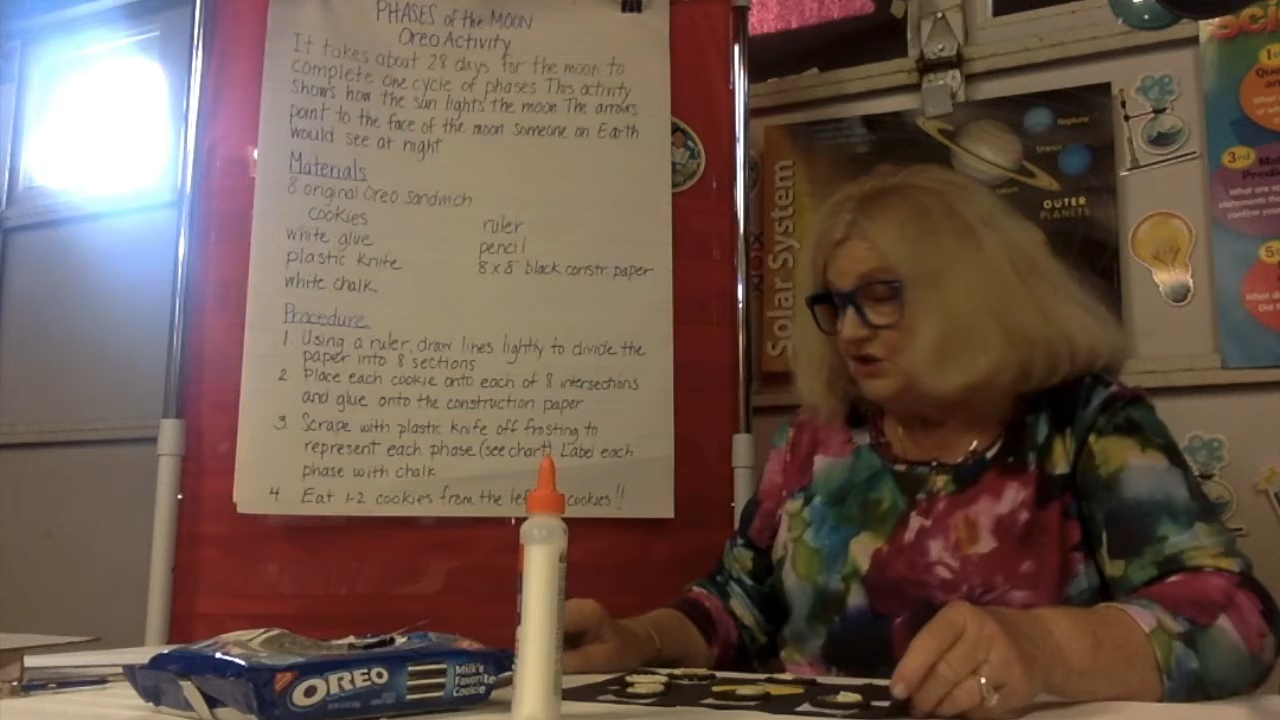 PHASES of the MOON
Oreo Activity
It takes about 28 days for the moon to
complete one cycle of phases This activity
shows how the sun lights the moon The arrows
point to the face of the moon someone on Earth
would see at night
Materials
8 original Oreo sandwich
cookies
white glue
plastic knife
white chalk
ruler
pencil
8 x 8" black constr. paper
Procedure
1. Using a ruler, draw lines lightly to divide the
paper into 8 sections
2 Place each cookie onto each of 8 intersections
and glue onto the construction paper
3. Scrape with plastic knife off frosting to
represent each phase (see chart) Label each
phase with chalk
4. Eat 1-2 cookies from the cookies!!
OREO
Milk's
Favorite
Cookie
Solar System
Neptune
Uranus
Saturn
OUTER
PLANETS
1
3rd